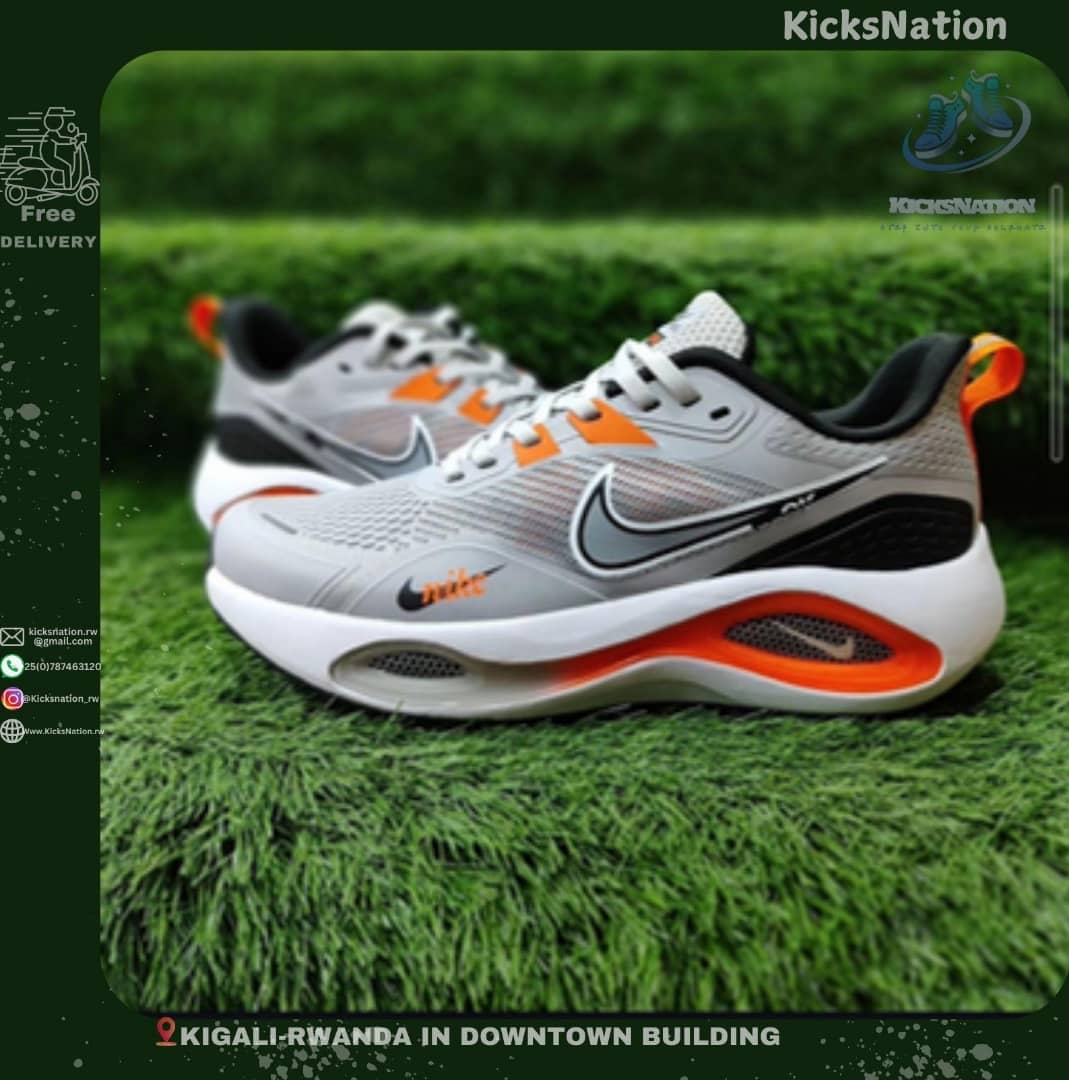 KicksNation
KICKSNATION
Free
DELIVERY
nike
kicksnation.rw
@gmail.com
25(0)787463120
@Kicksnation_rw
Www.KicksNation.rw
KIGALI-RWANDA IN DOWNTOWN BUILDING